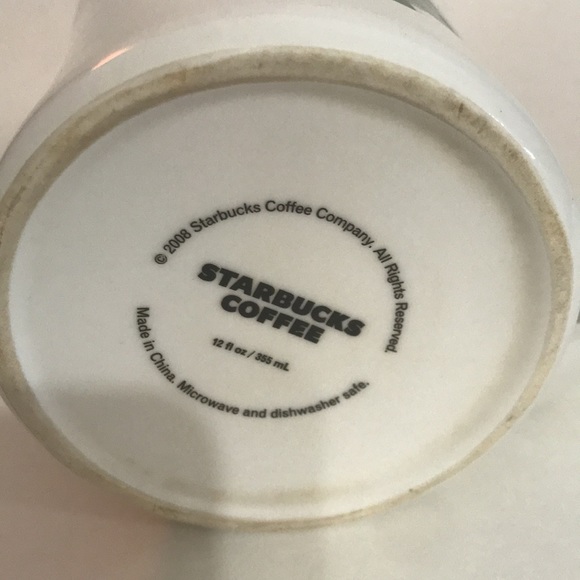 © 2008 Starbucks Coffee Company. All Rights Reserved.
STARBUCKS
COFFEE
12 fl oz / 355 mL
Made in China. Microwave and dishwasher safe.